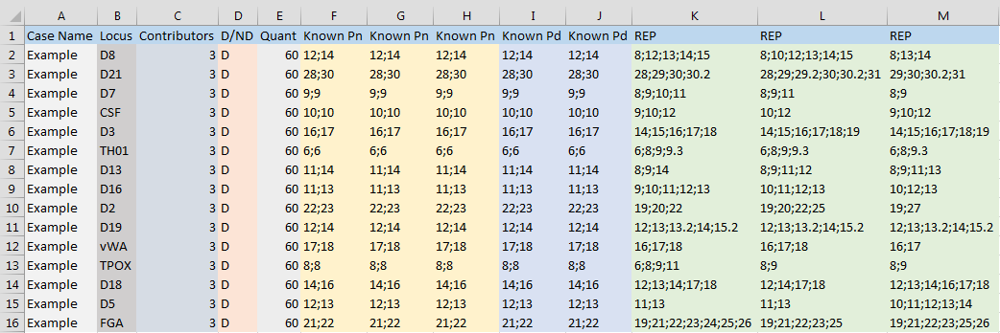 A B C D E F G H I J K L M
1 Case Name Locus Contributors D/ND Quant Known Pn Known Pn Known Pn Known Pd Known Pd REP REP REP
2 Example D8 3 D 60 12;14 12;14 12;14 12;14 12;14 8;12;13;14;15 8;10;12;13;14;15 8;13;14
3 Example D21 3 D 60 28;30 28;30 28;30 28;30 28;30 28;29;30;30.2 28;29;29.2;30;30.2;31 29;30;30.2;31
4 Example D7 3 D 60 9;9 9;9 9;9 9;9 9;9 8;9;10;11 8;9;11 8;9
5 Example CSF 3 D 60 10;10 10;10 10;10 10;10 10;10 9;10;12 10;12 9;10;12
6 Example D3 3 D 60 16;17 16;17 16;17 16;17 16;17 14;15;16;17;18 14;15;16;17;18;19 14;15;16;17;18;19
7 Example TH01 3 D 60 6;6 6;6 6;6 6;6 6;6 6;8;9;9.3 6;8;9;9.3 6;8;9.3
8 Example D13 3 D 60 11;14 11;14 11;14 11;14 11;14 8;9;14 8;9;11;12 8;9;11;13
9 Example D16 3 D 60 11;13 11;13 11;13 11;13 11;13 9;10;11;12;13 10;11;12;13 10;12;13
10 Example D2 3 D 60 22;23 22;23 22;23 22;23 22;23 19;20;22 19;20;22;25 19;27
11 Example D19 3 D 60 12;14 12;14 12;14 12;14 12;14 12;13;13.2;14;15.2 12;13;13.2;14;15.2 12;13;13.2;14;15.2
12 Example vWA 3 D 60 17;18 17;18 17;18 17;18 17;18 16;17;18 16;17;18 16;17
13 Example TPOX 3 D 60 8;8 8;8 8;8 8;8 8;8 6;8;9;11 8;9 8;9
14 Example D18 3 D 60 14;16 14;16 14;16 14;16 14;16 12;13;14;17;18 12;14;17;18 12;13;14;16;17;18
15 Example D5 3 D 60 12;13 12;13 12;13 12;13 12;13 11;13 11;13 10;11;12;13;14
16 Example FGA 3 D 60 21;22 21;22 21;22 21;22 21;22 19;21;22;23;24;25;26 19;21;22;23;25 19;21;22;23;25;26